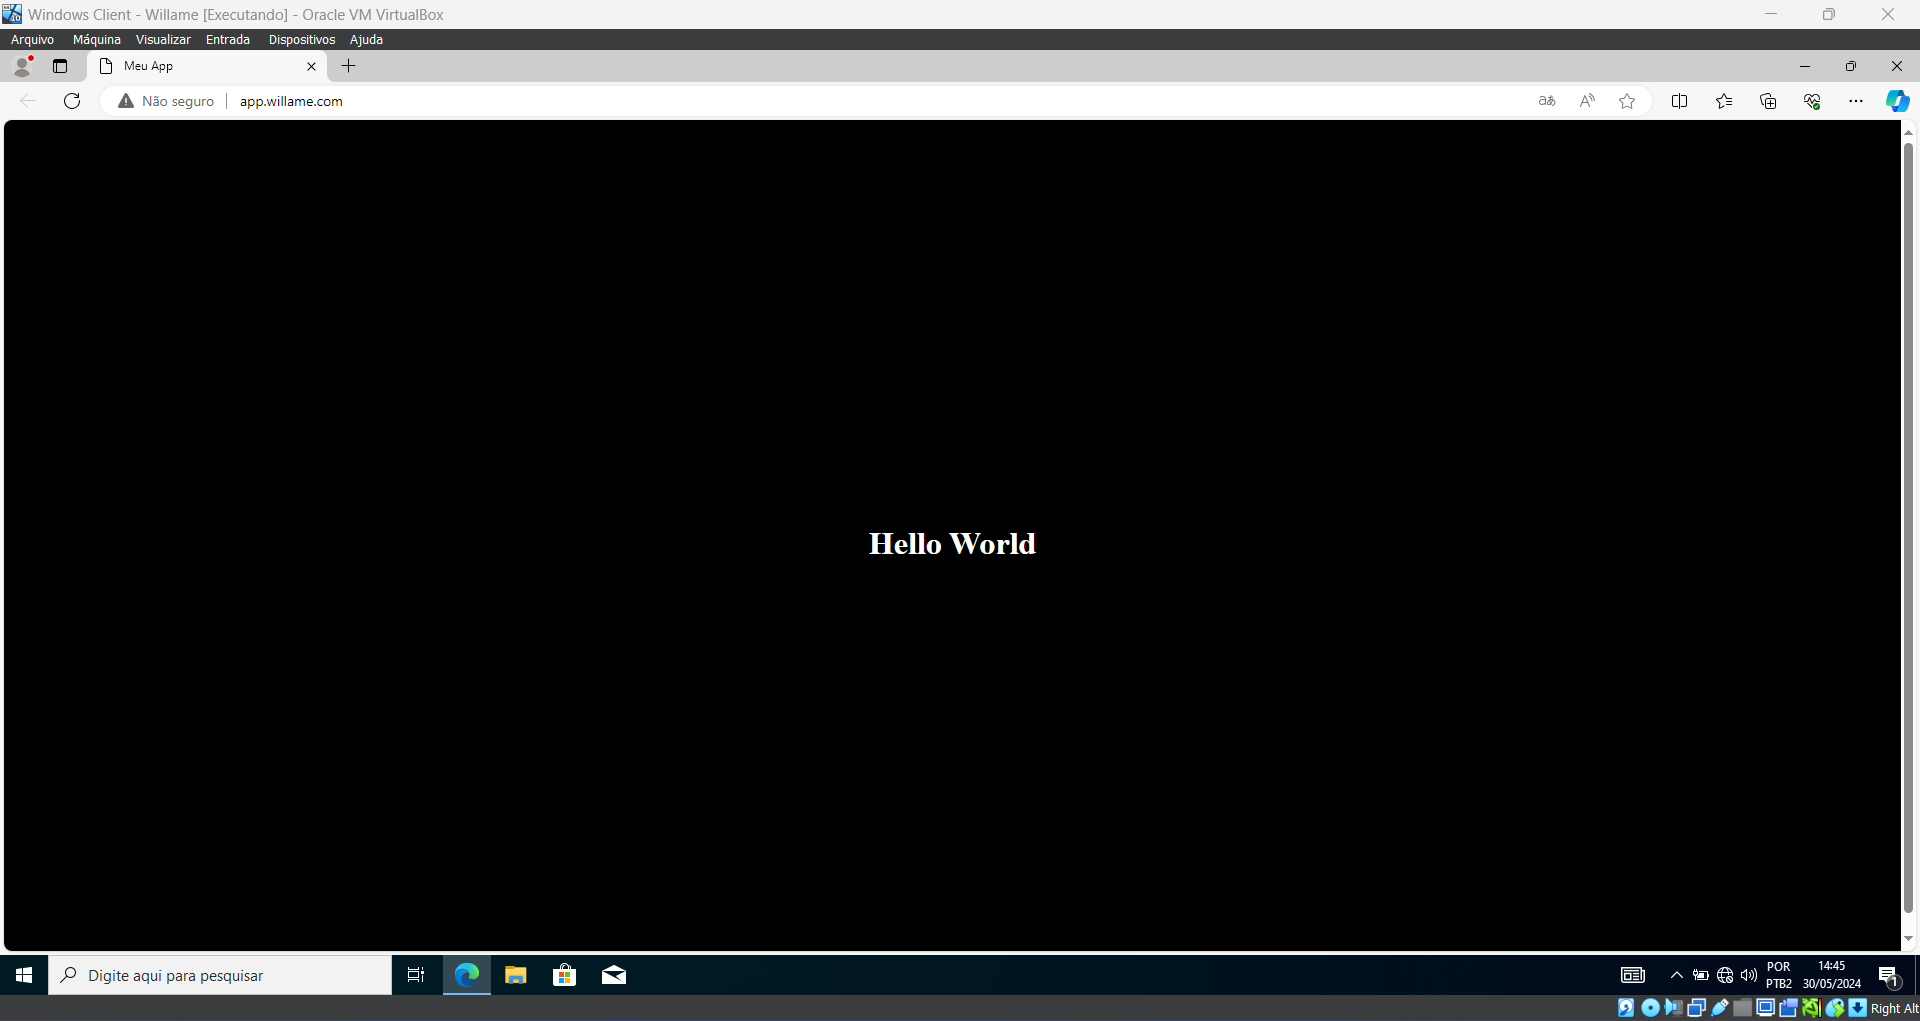 Windows Client - Willame [Executando] - Oracle VM VirtualBox
Arquivo Máquina Visualizar Entrada Dispositivos Ajuda
Meu App
Não seguro app.willame.com
Hello World
Digite aqui para pesquisar
POR 14:45
PTB2 30/05/2024
1
Right Alt